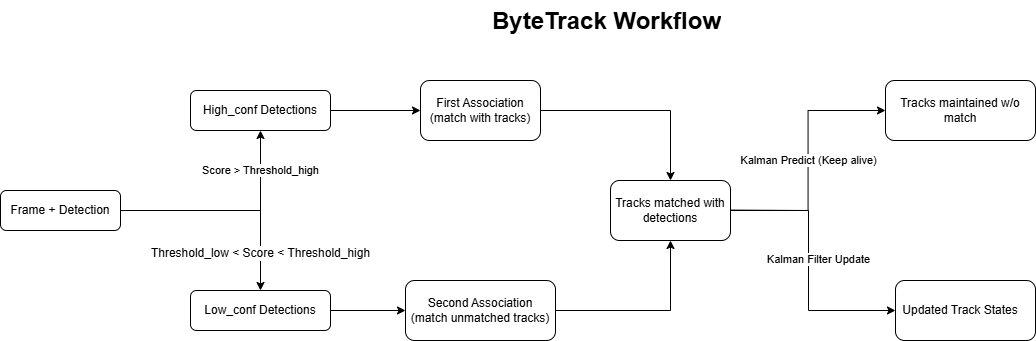 ByteTrack Workflow
High_conf Detections
First Association
(match with tracks)
Tracks maintained w/o
match
Score > Threshold_high
Kalman Predict (Keep alive)
Frame + Detection
Tracks matched with
detections
Threshold_low < Score < Threshold_high
Kalman Filter Update
Low_conf Detections
Second Association
(match unmatched tracks)
Updated Track States